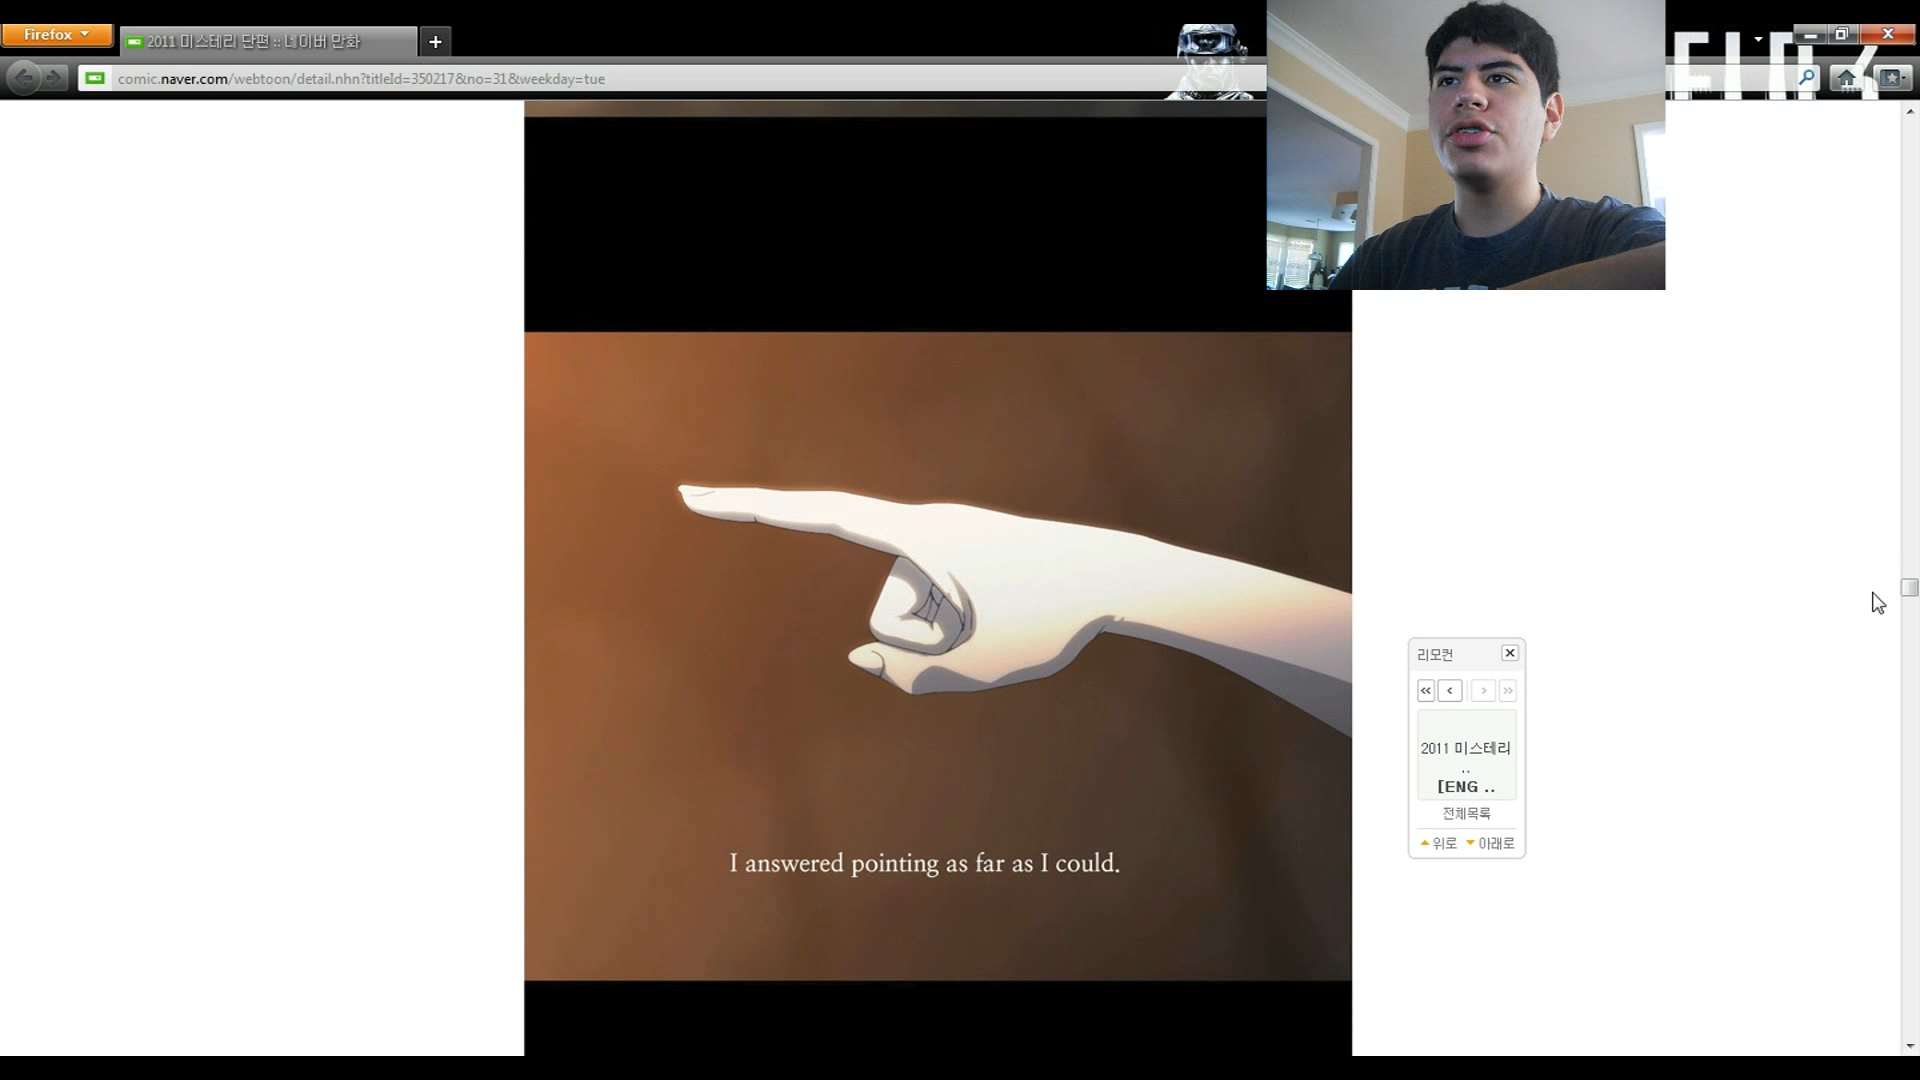 Firefox
2011 미스테리 단편 :: 네이버 만화
comic.naver.com/webtoon/detail.nhn?titleId=350217&no=31&weekday=tue
I answered pointing as far as I could.
리모컨
2011 미스테리
..
[ENG ..
전체목록
위로 아래로